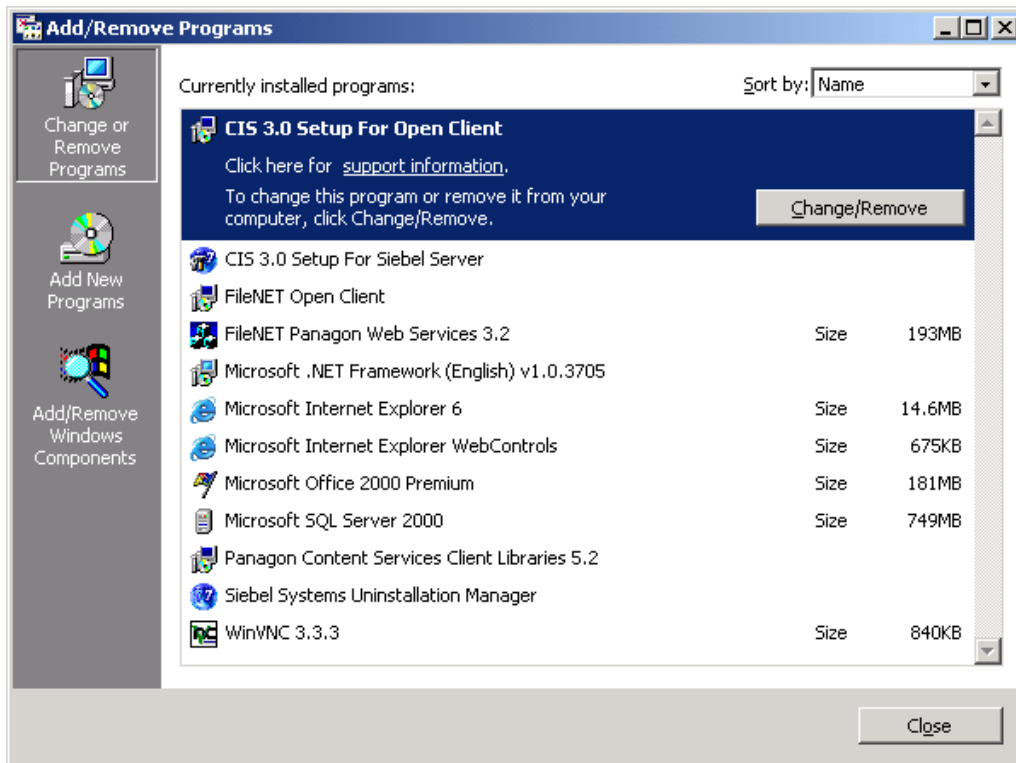 Add/Remove Programs
Change or
Remove
Programs
Add New
Programs
Add/Remove
Windows
Components
Currently installed programs:
Sort by: Name
CIS 3.0 Setup For Open Client
Click here for support information.
To change this program or remove it from your
computer, click Change/Remove.
Change/Remove
CIS 3.0 Setup For Siebel Server
FileNET Open Client
FileNET Panagon Web Services 3.2 Size 193MB
Microsoft .NET Framework (English) v1.0.3705
Microsoft Internet Explorer 6 Size 14.6MB
Microsoft Internet Explorer WebControls Size 675KB
Microsoft Office 2000 Premium Size 181MB
Microsoft SQL Server 2000 Size 749MB
Panagon Content Services Client Libraries 5.2
Siebel Systems Uninstallation Manager
WinVNC 3.3.3 Size 840KB
Close